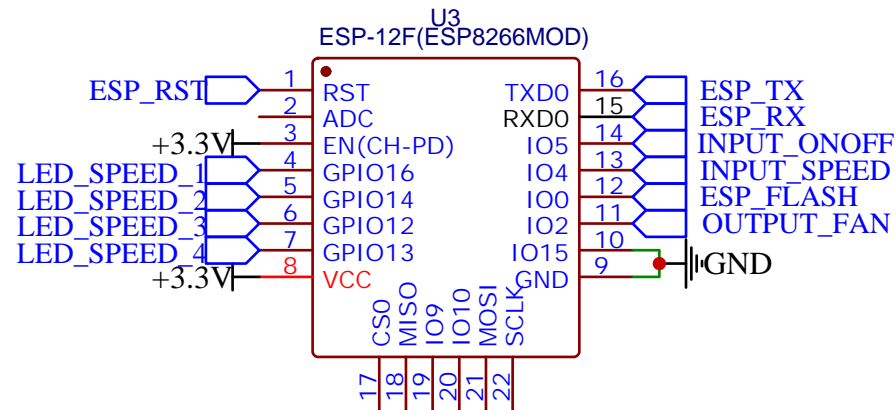 U3
ESP-12F(ESP8266MOD)
ESP_RST 1 RST TXD0 16 ESP_TX
2 ADC RXD0 15 ESP_RX
+3.3V 3 EN(CH-PD) IO5 14 INPUT_ONOFF
LED_SPEED_1 4 GPIO16 IO4 13 INPUT_SPEED
LED_SPEED_2 5 GPIO14 IO0 12 ESP_FLASH
LED_SPEED_3 6 GPIO12 IO2 11 OUTPUT_FAN
LED_SPEED_4 7 GPIO13 IO15 10
+3.3V 8 VCC GND 9 GND
CS0 MISO IO9 IO10 MOSI SCLK
17 18 19 20 21 22